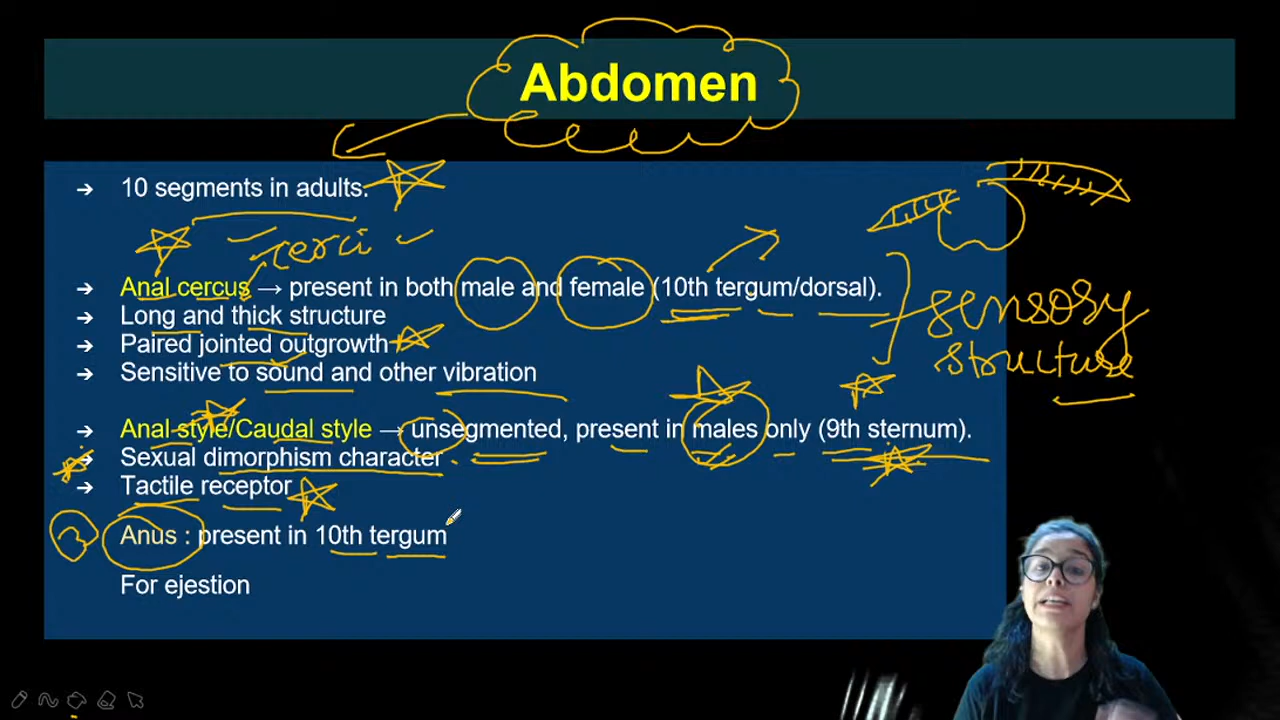 Abdomen
➔ 10 segments in adults.
cerci
➔ Anal cercus → present in both male and female (10th tergum/dorsal).
➔ Long and thick structure
➔ Paired jointed outgrowth
➔ Sensitive to sound and other vibration
sensosy
structure
➔ Anal style/Caudal style → unsegmented, present in males only (9th sternum).
➔ Sexual dimorphism character
➔ Tactile receptor
Anus : present in 10th tergum
For ejestion